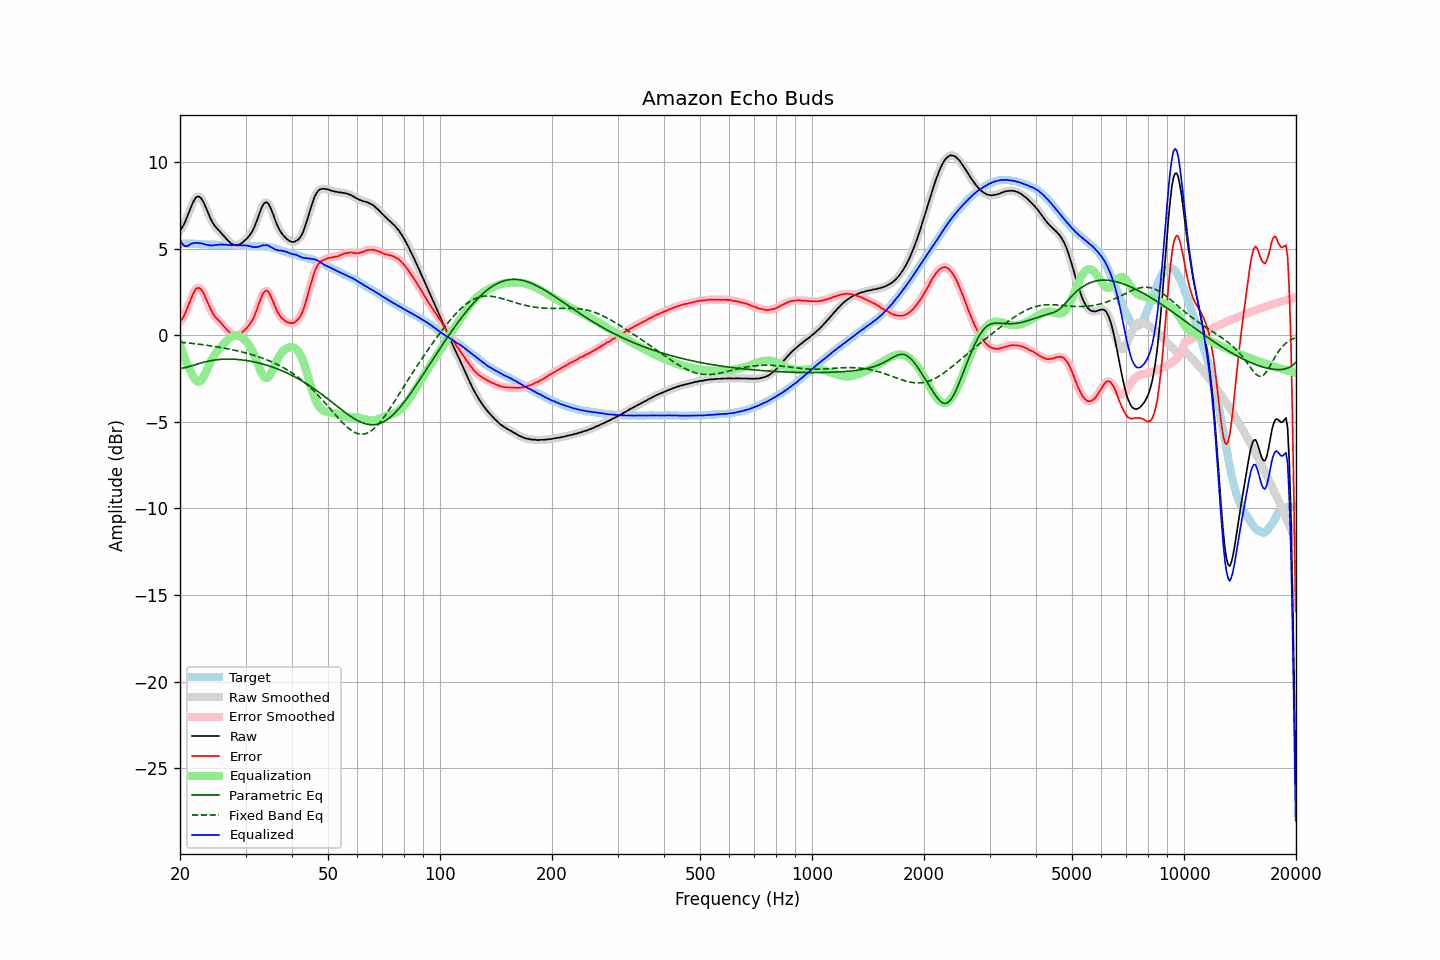 Amazon Echo Buds
10
5
0
−5
−10
−15
−20
−25
Amplitude (dBr)
Target
Raw Smoothed
Error Smoothed
Raw
Error
Equalization
Parametric Eq
Fixed Band Eq
Equalized
20 50 100 200 500 1000 2000 5000 10000 20000
Frequency (Hz)